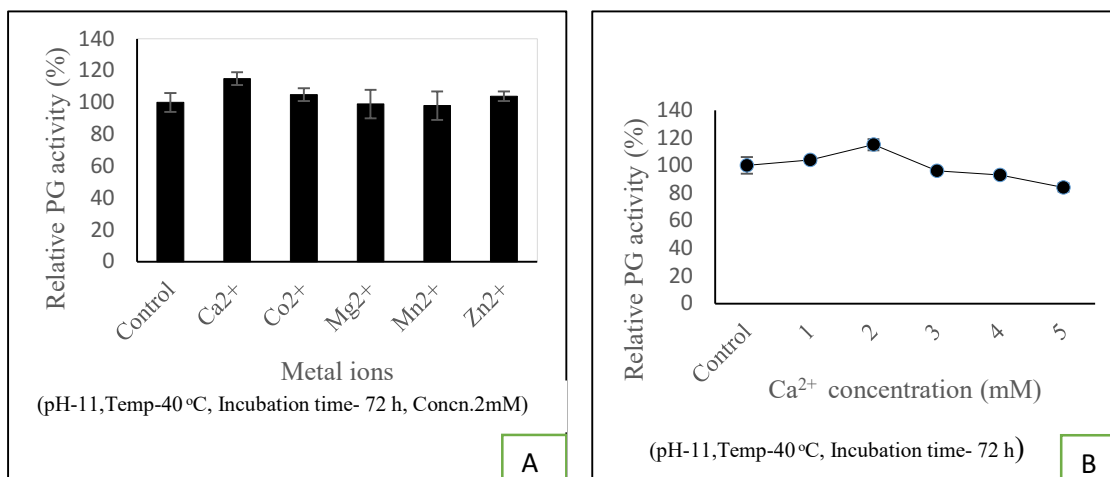 Relative PG activity (%)
140
120
100
80
60
40
20
0
Control
Ca2+
Co2+
Mg2+
Mn2+
Zn2+
Metal ions
(pH-11,Temp-40 ᵒC, Incubation time- 72 h, Concn.2mM)
A
Relative PG activity (%)
140
120
100
80
60
40
20
0
Control
1
2
3
4
5
Ca²⁺ concentration (mM)
(pH-11,Temp-40 ᵒC, Incubation time- 72 h)
B